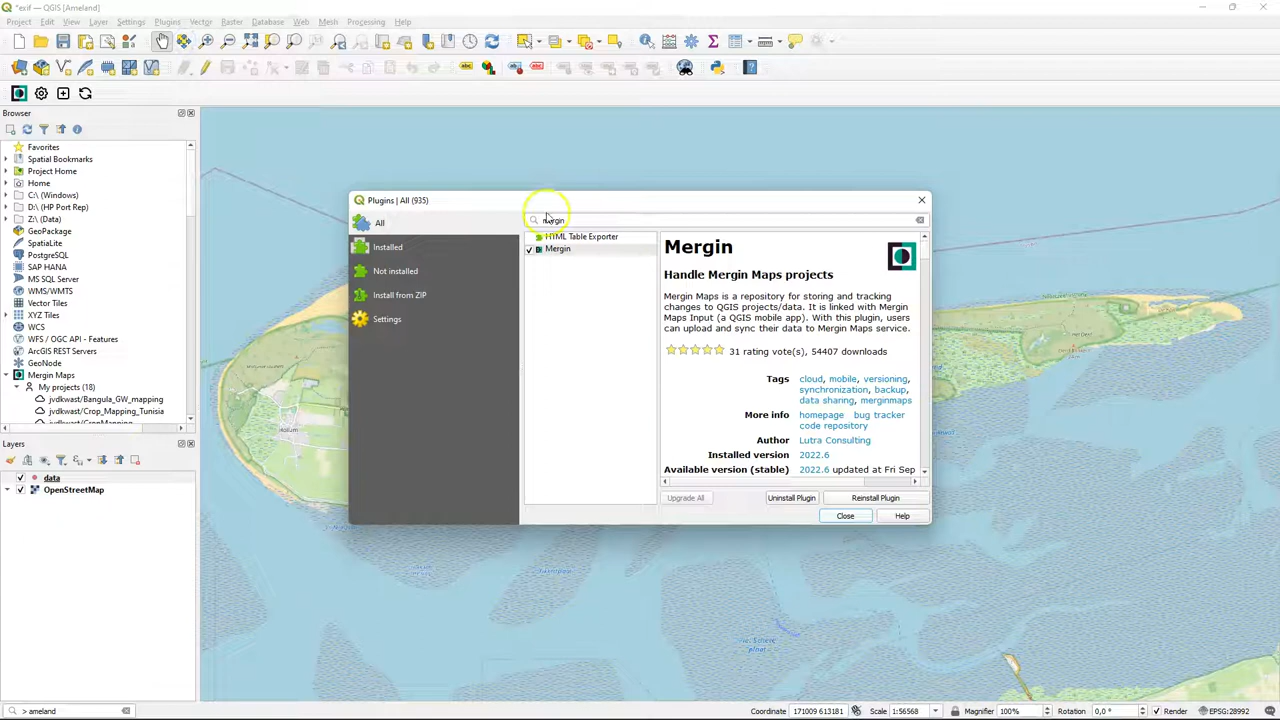 *exif — QGIS [Ameland]
Project Edit View Layer Settings Plugins Vector Raster Database Web Mesh Processing Help
Browser
Favorites
Spatial Bookmarks
Project Home
Home
C:\ (Windows)
D:\ (HP Port Rep)
Z:\ (Data)
GeoPackage
SpatiaLite
PostgreSQL
SAP HANA
MS SQL Server
WMS/WMTS
Vector Tiles
XYZ Tiles
WCS
WFS / OGC API - Features
ArcGIS REST Servers
GeoNode
Mergin Maps
My projects (18)
jvdkwast/Bangula_GW_mapping
jvdkwast/Crop_Mapping_Tunisia
jvdkwast/CropMapping
Layers
data
OpenStreetMap
Plugins | All (935)
All
Installed
Not installed
Install from ZIP
Settings
mergin
HTML Table Exporter
Mergin
Mergin
Handle Mergin Maps projects
Mergin Maps is a repository for storing and tracking
changes to QGIS projects/data. It is linked with Mergin
Maps Input (a QGIS mobile app). With this plugin, users
can upload and sync their data to Mergin Maps service.
31 rating vote(s), 54407 downloads
Tags cloud, mobile, versioning,
synchronization, backup,
data sharing, merginmaps
More info homepage bug tracker
code repository
Author Lutra Consulting
Installed version 2022.6
Available version (stable) 2022.6 updated at Fri Sep
Upgrade All Uninstall Plugin Reinstall Plugin
Close Help
Hollum
> ameland
Coordinate 171009 613181 Scale 1:56568 Magnifier 100% Rotation 0,0 ° Render EPSG:28992